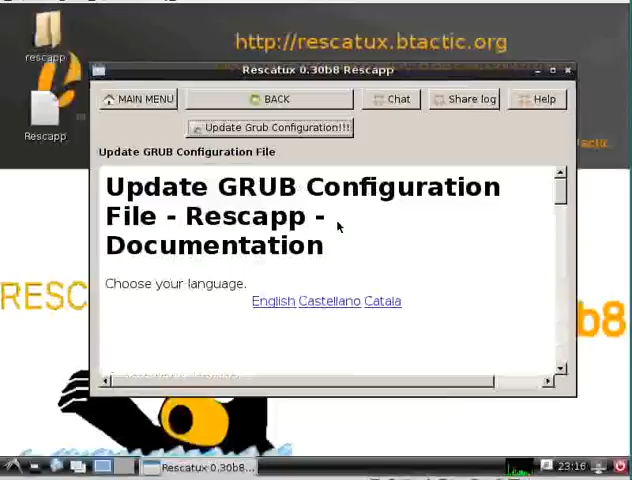 rescapp
http://rescatux.btactic.org
Rescatux 0.30b8 Rescapp
MAIN MENU
BACK
Chat
Share log
Help
Rescapp
Update Grub Configuration!!!
Update GRUB Configuration File
Update GRUB Configuration
File - Rescapp -
Documentation
Choose your language.
English Castellano Catala
RESC
b8
Rescatux 0.30b8...
23:16